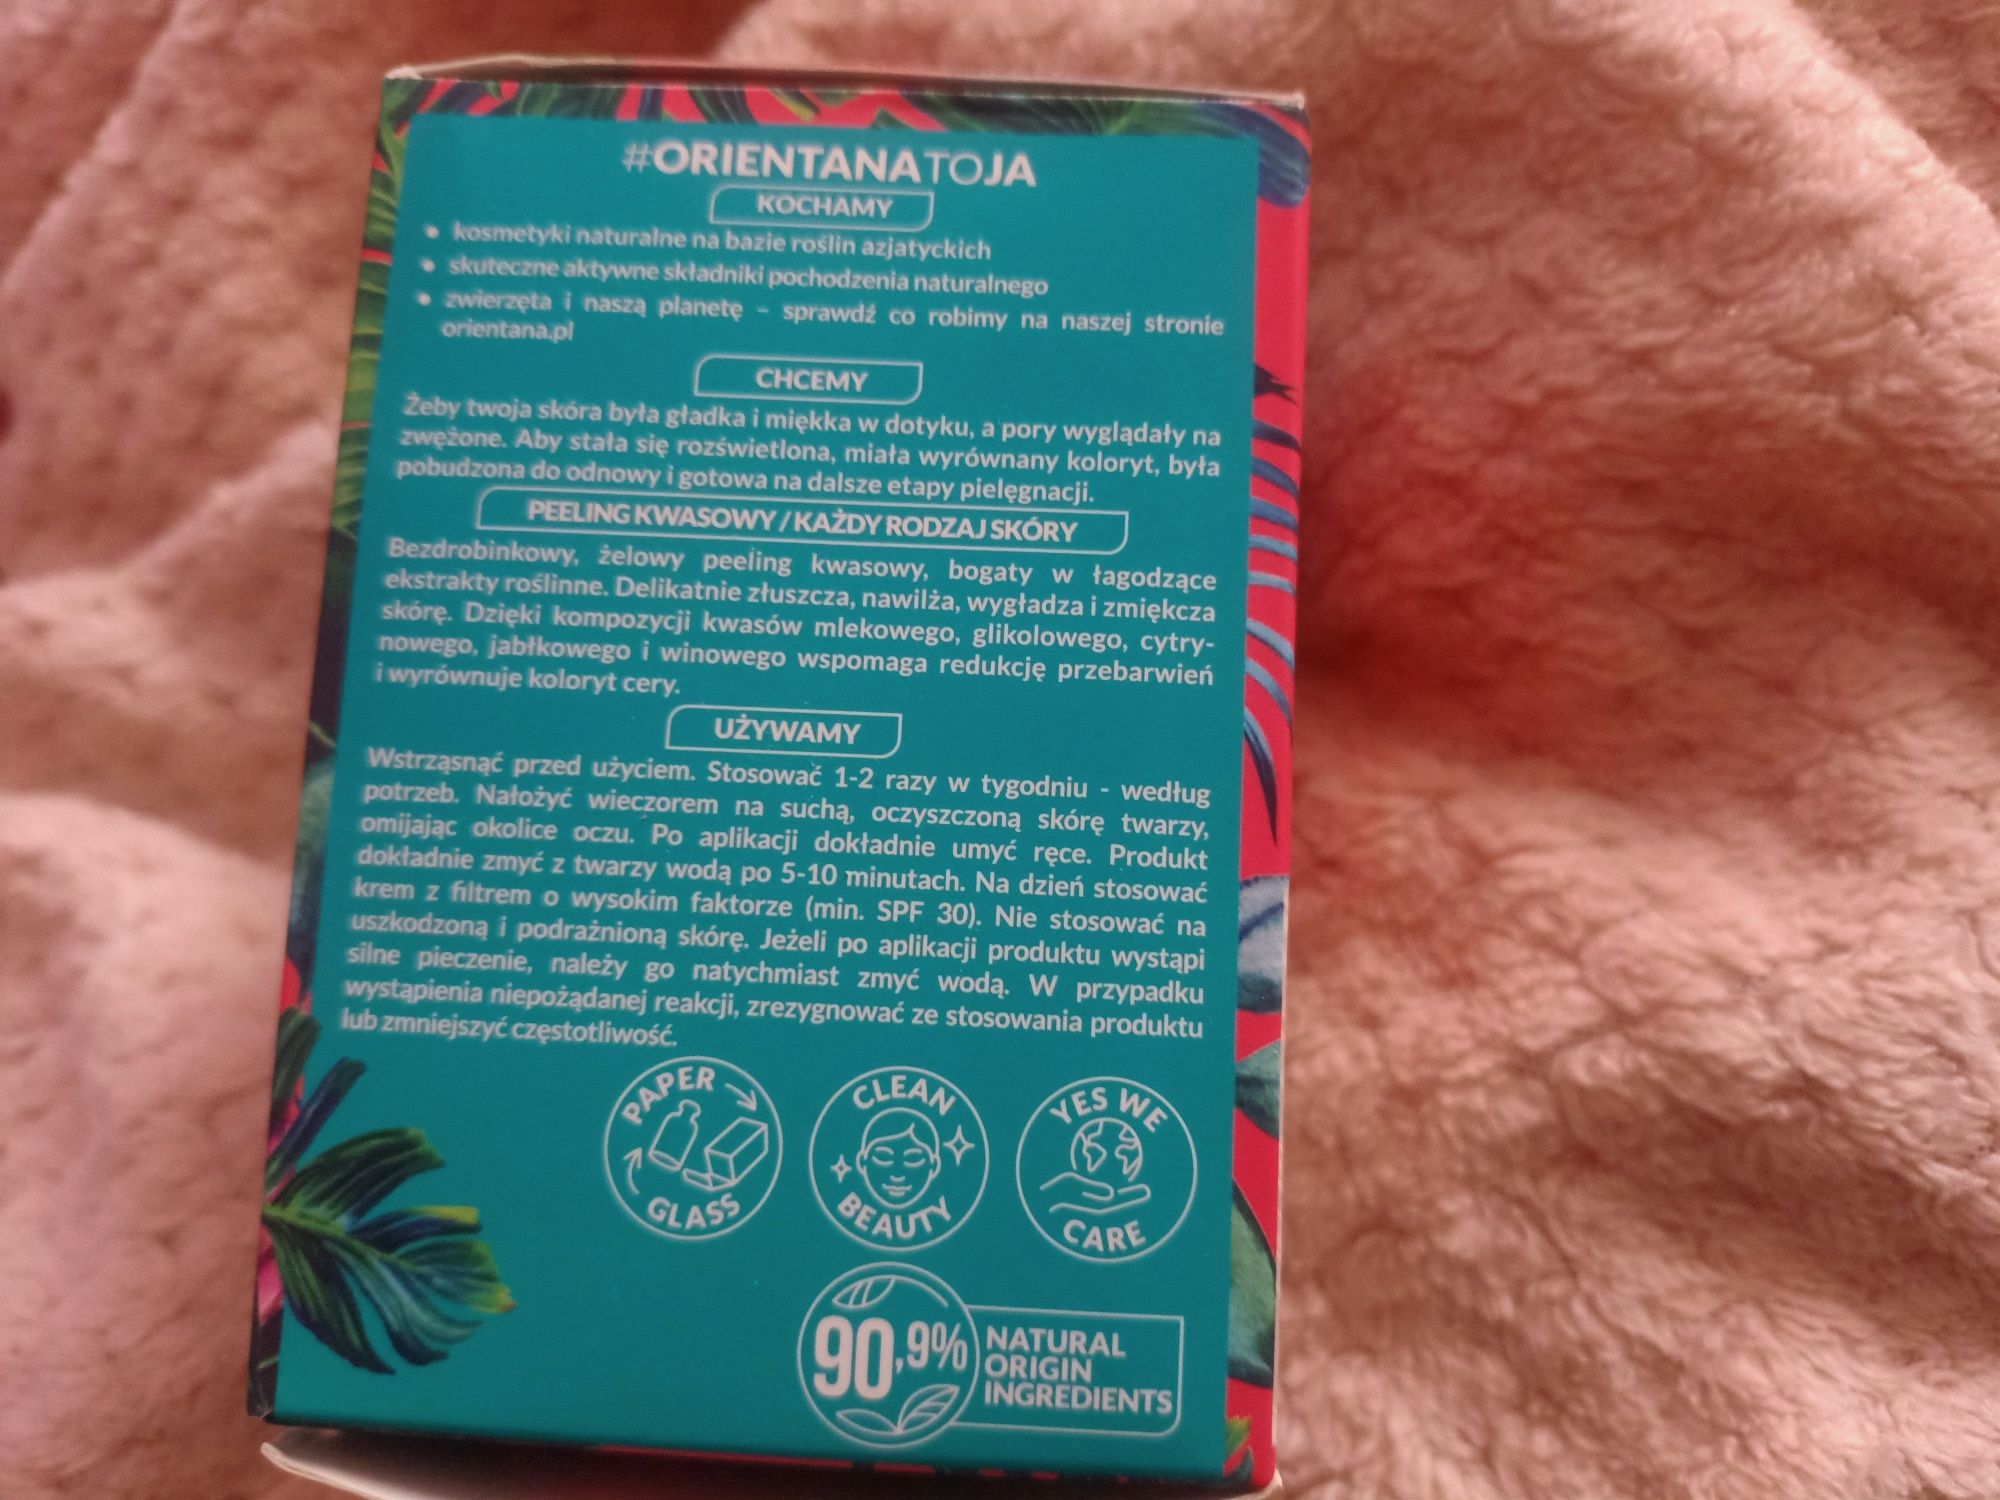 #ORIENTANATOJA
KOCHAMY
• kosmetyki naturalne na bazie roślin azjatyckich
• skuteczne aktywne składniki pochodzenia naturalnego
• zwierzęta i naszą planetę – sprawdź co robimy na naszej stronie
orientana.pl
CHCEMY
Żeby twoja skóra była gładka i miękka w dotyku, a pory wyglądały na
zwężone. Aby stała się rozświetlona, miała wyrównany koloryt, była
pobudzona do odnowy i gotowa na dalsze etapy pielęgnacji.
PEELING KWASOWY / KAŻDY RODZAJ SKÓRY
Bezdrobinkowy, żelowy peeling kwasowy, bogaty w łagodzące
ekstrakty roślinne. Delikatnie złuszcza, nawilża, wygładza i zmiękcza
skórę. Dzięki kompozycji kwasów mlekowego, glikolowego, cytry-
nowego, jabłkowego i winowego wspomaga redukcję przebarwień
i wyrównuje koloryt cery.
UŻYWAMY
Wstrząsnąć przed użyciem. Stosować 1-2 razy w tygodniu - według
potrzeb. Nałożyć wieczorem na suchą, oczyszczoną skórę twarzy,
omijając okolice oczu. Po aplikacji dokładnie umyć ręce. Produkt
dokładnie zmyć z twarzy wodą po 5-10 minutach. Na dzień stosować
krem z filtrem o wysokim faktorze (min. SPF 30). Nie stosować na
uszkodzoną i podrażnioną skórę. Jeżeli po aplikacji produktu wystąpi
silne pieczenie, należy go natychmiast zmyć wodą. W przypadku
wystąpienia niepożądanej reakcji, zrezygnować ze stosowania produktu
lub zmniejszyć częstotliwość.
PAPER
GLASS
CLEAN
BEAUTY
YES WE
CARE
90,9%
NATURAL
ORIGIN
INGREDIENTS